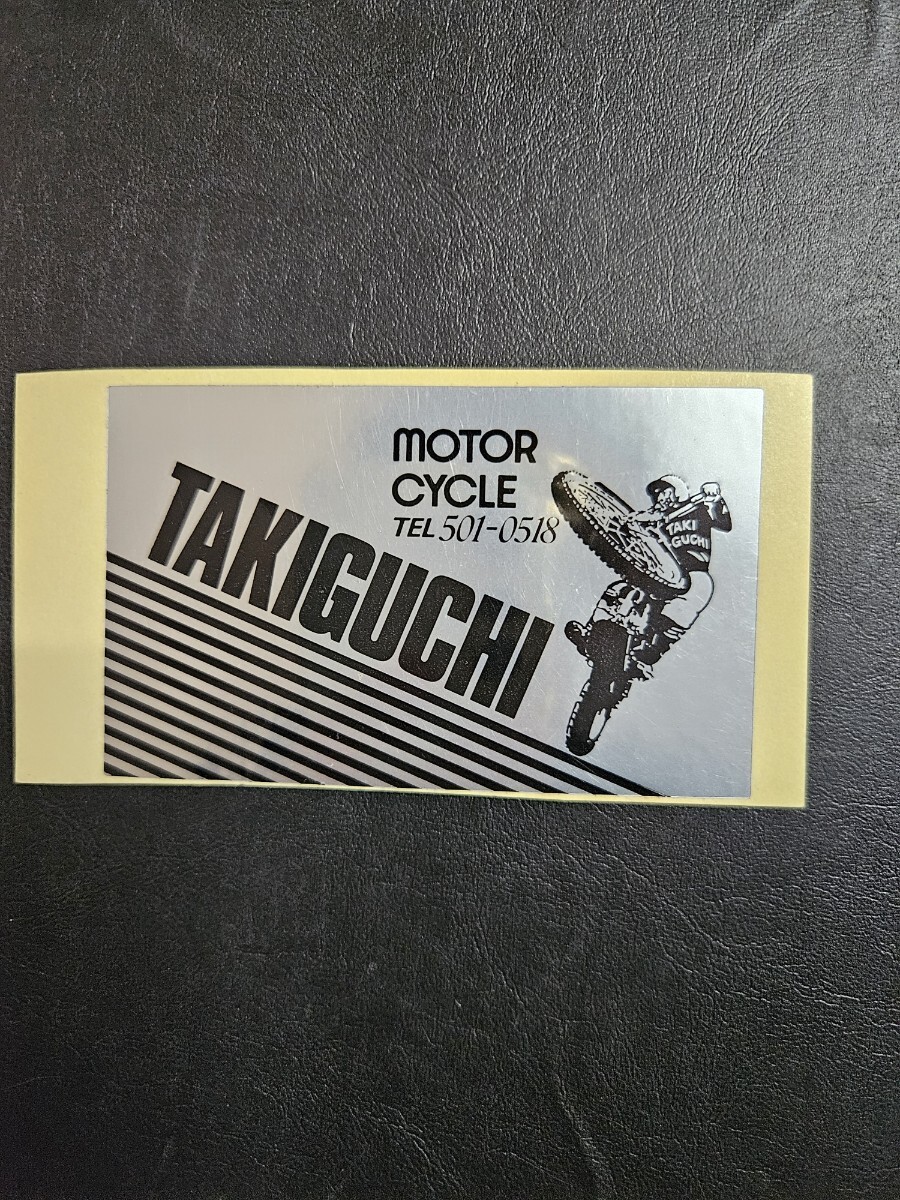 MOTOR
CYCLE
TEL 501-0518
TAKIGUCHI
TAKI
GUCHI